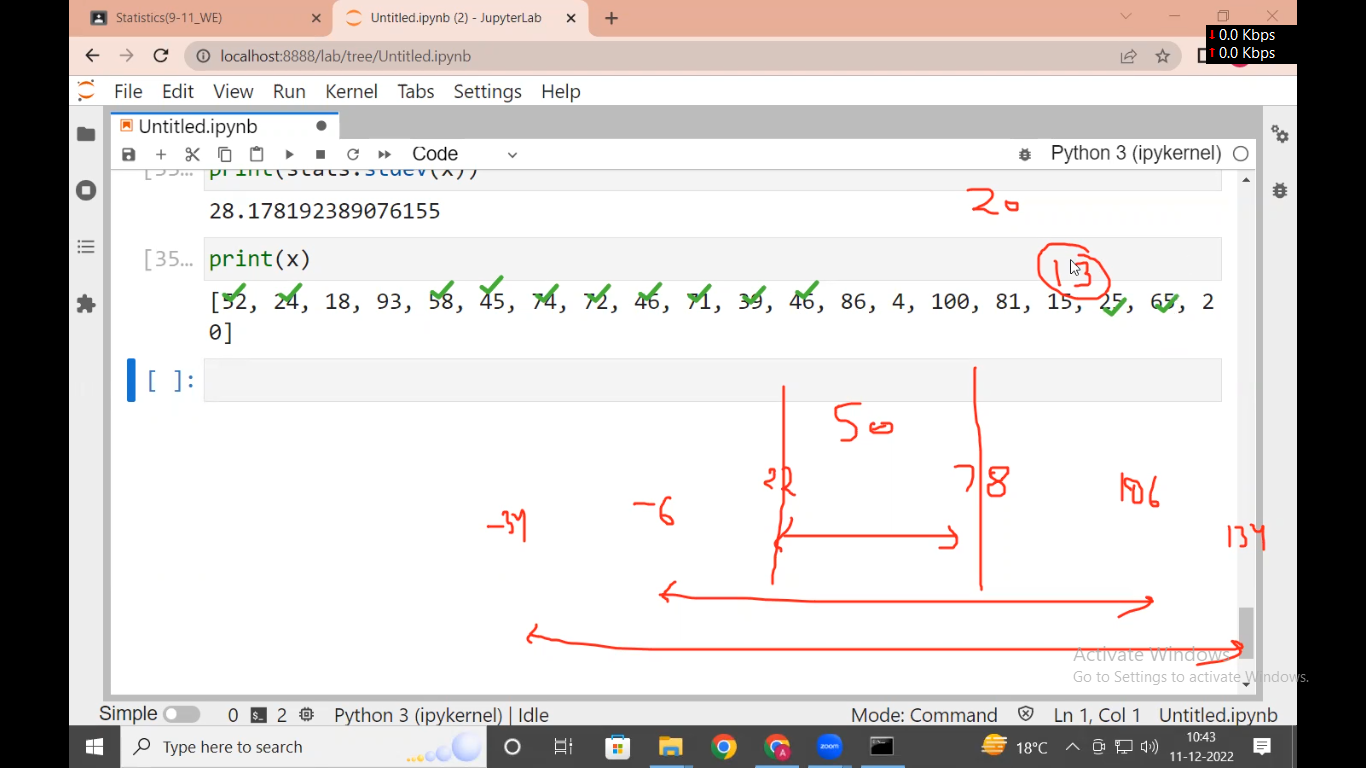 Statistics(9-11_WE)
Untitled.ipynb (2) - JupyterLab
0.0 Kbps
localhost:8888/lab/tree/Untitled.ipynb
0.0 Kbps
File Edit View Run Kernel Tabs Settings Help
Untitled.ipynb
Code
Python 3 (ipykernel)
print(stats.stdev(x))
28.178192389076155
20
[35... print(x)
13
[52, 24, 18, 93, 58, 45, 74, 72, 46, 71, 39, 46, 86, 4, 100, 81, 15, 25, 65, 2
0]
[ ]:
50
22 78
-6 106
-34 134
Activate Windows
Go to Settings to activate Windows.
Simple 0 2 Python 3 (ipykernel) | Idle Mode: Command Ln 1, Col 1 Untitled.ipynb
Type here to search
zoom
18°C
10:43
11-12-2022